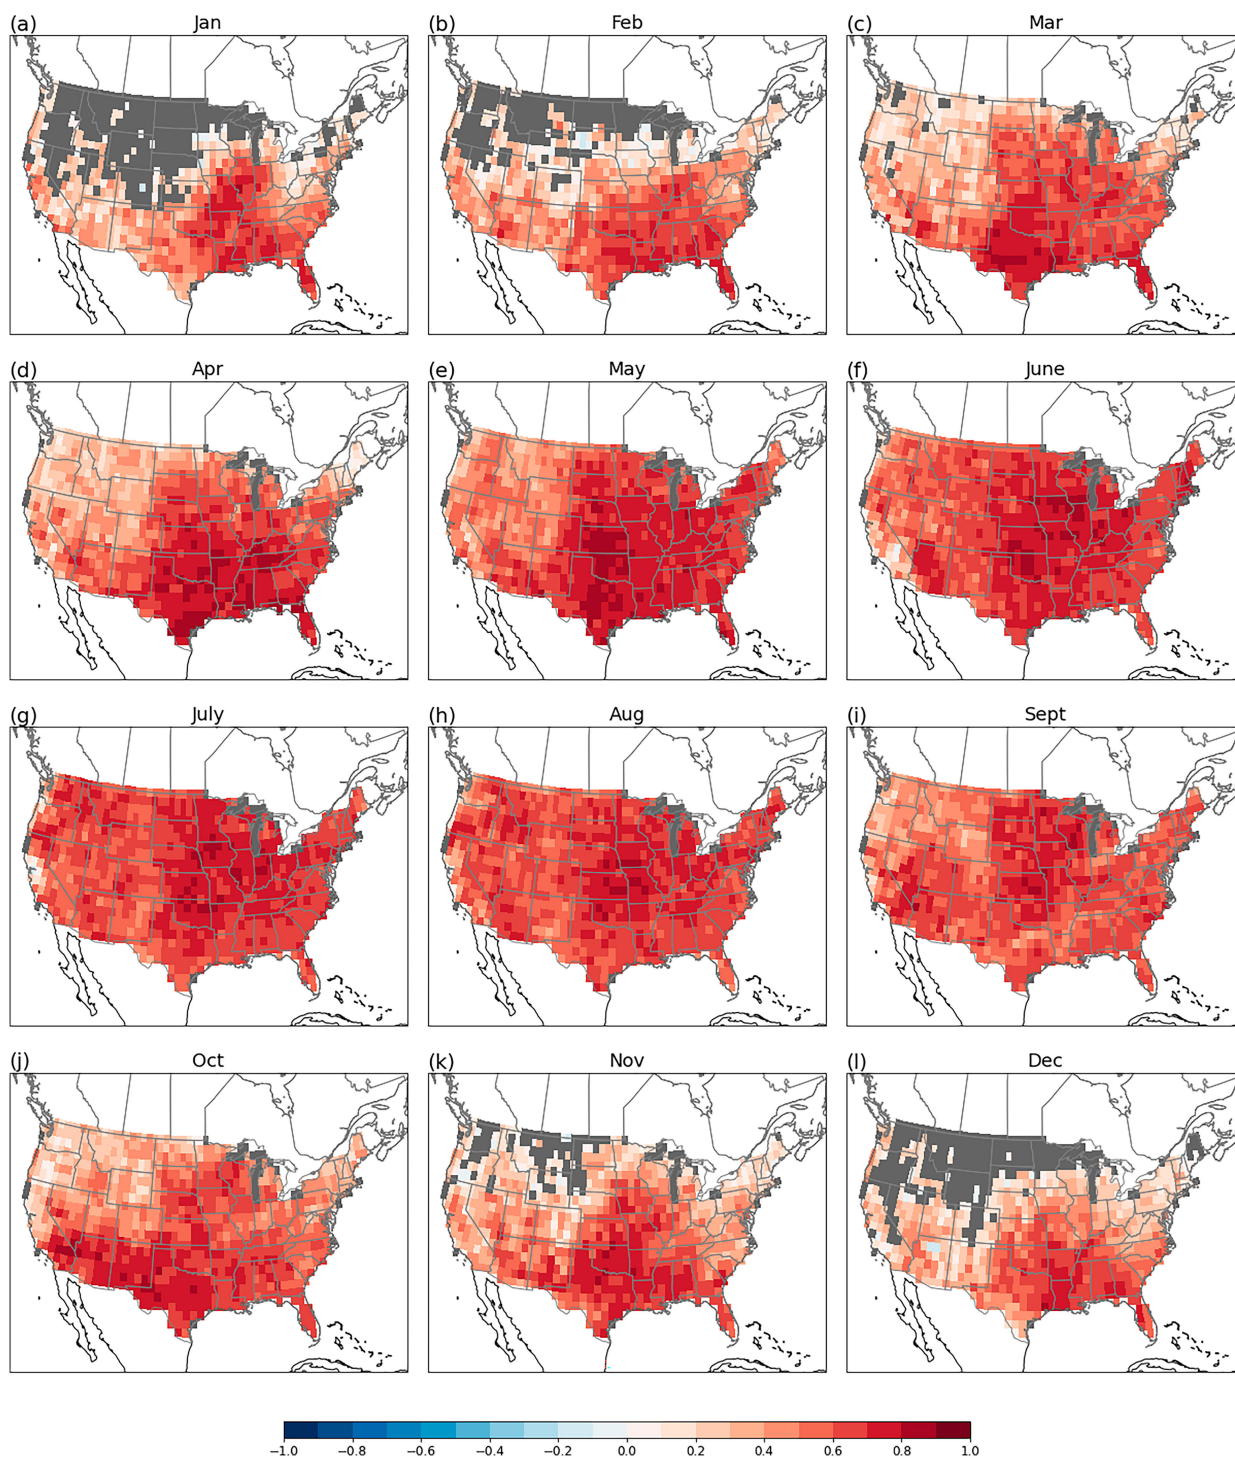 (a) Jan (b) Feb (c) Mar
(d) Apr (e) May (f) June
(g) July (h) Aug (i) Sept
(j) Oct (k) Nov (l) Dec
−1.0 −0.8 −0.6 −0.4 −0.2 0.0 0.2 0.4 0.6 0.8 1.0